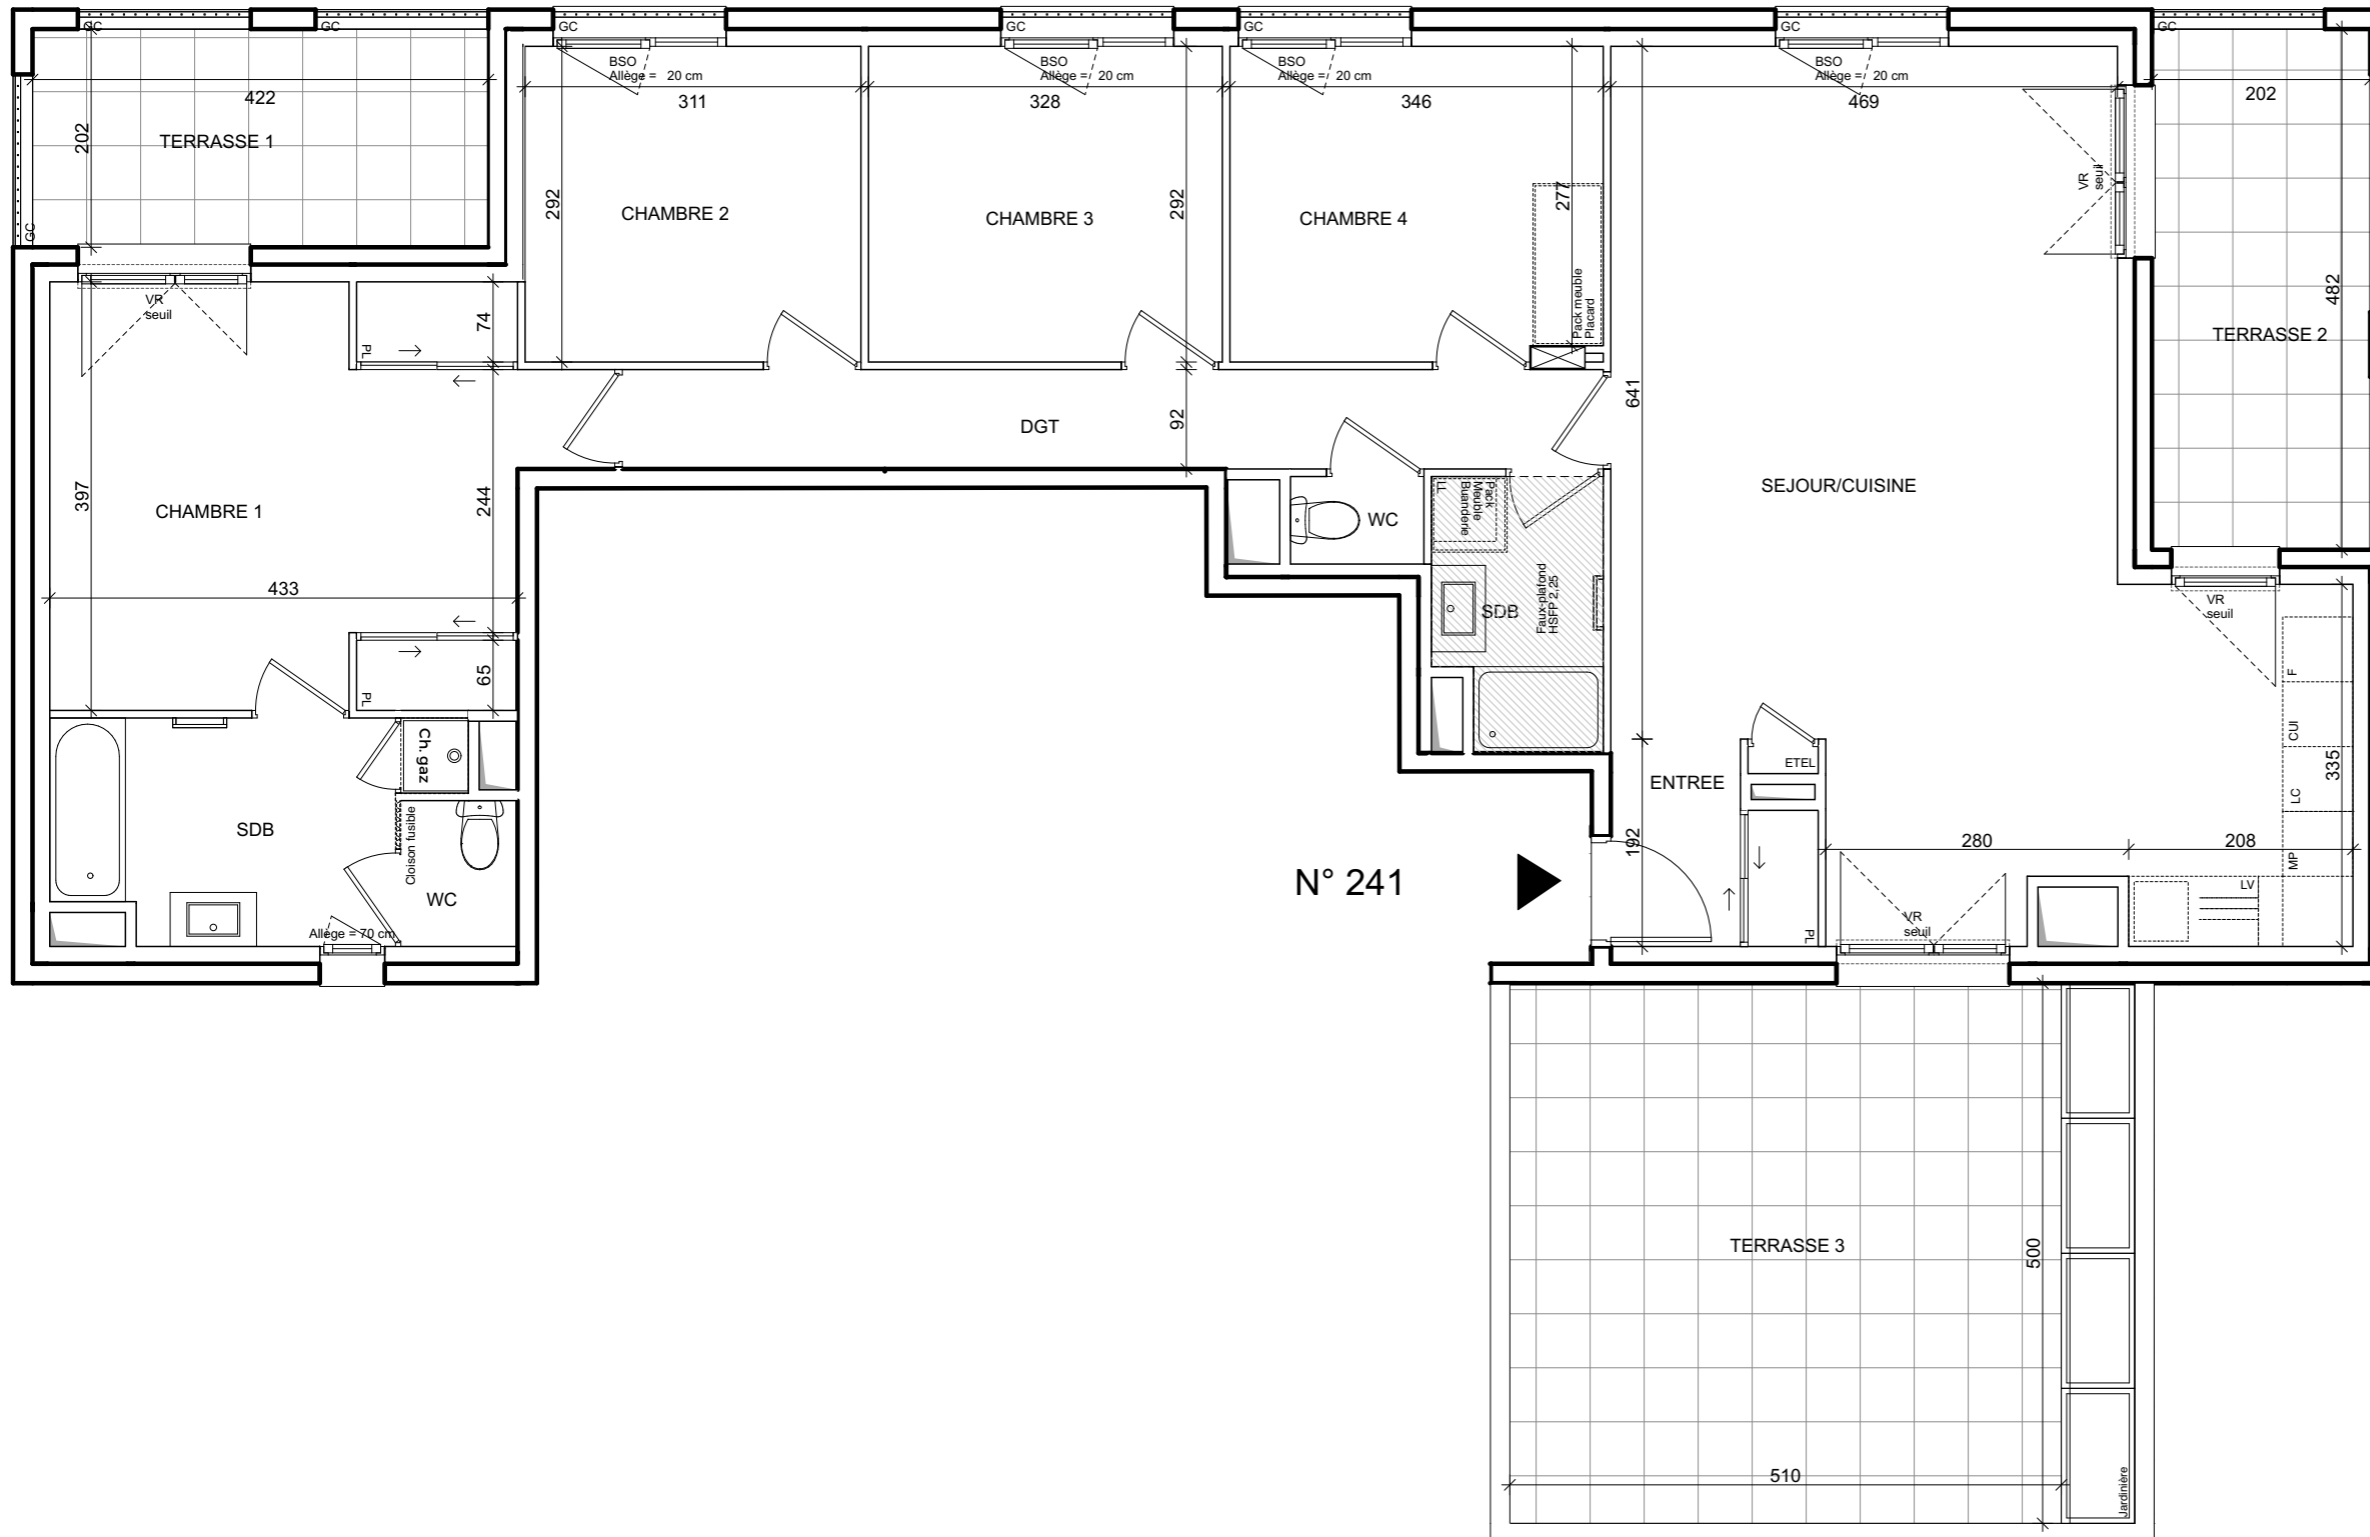 GC
GC
GC
GC
GC
GC
GC
GC
BSO
Allège = 20 cm
BSO
Allège = 20 cm
BSO
Allège = 20 cm
BSO
Allège = 20 cm
422
311
328
346
469
202
202
TERRASSE 1
292
CHAMBRE 2
CHAMBRE 3
292
CHAMBRE 4
277
Pack meuble
Placard
VR
seuil
482
TERRASSE 2
VR
seuil
74
PL
641
92
DGT
397
CHAMBRE 1
244
433
65
PL
WC
LL
Pack
Meuble
Buanderie
SDB
Faux-plafond
HSFP 2,25
SEJOUR/CUISINE
VR
seuil
F
CUI
LC
MP
335
LV
208
280
ETEL
ENTREE
192
PL
VR
seuil
N° 241
Ch. gaz
SDB
Cloison fusible
WC
Allège = 70 cm
TERRASSE 3
500
510
Jardinière